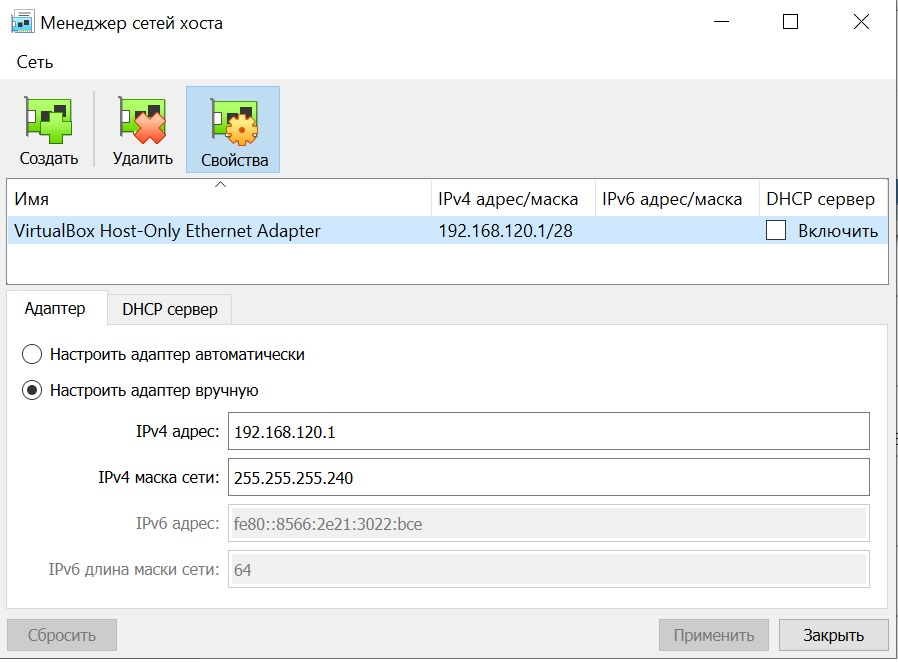 Менеджер сетей хоста
Сеть
Создать Удалить Свойства
Имя IPv4 адрес/маска IPv6 адрес/маска DHCP сервер
VirtualBox Host-Only Ethernet Adapter 192.168.120.1/28 Включить
Адаптер DHCP сервер
Настроить адаптер автоматически
Настроить адаптер вручную
IPv4 адрес: 192.168.120.1
IPv4 маска сети: 255.255.255.240
IPv6 адрес: fe80::8566:2e21:3022:bce
IPv6 длина маски сети: 64
Сбросить Применить Закрыть